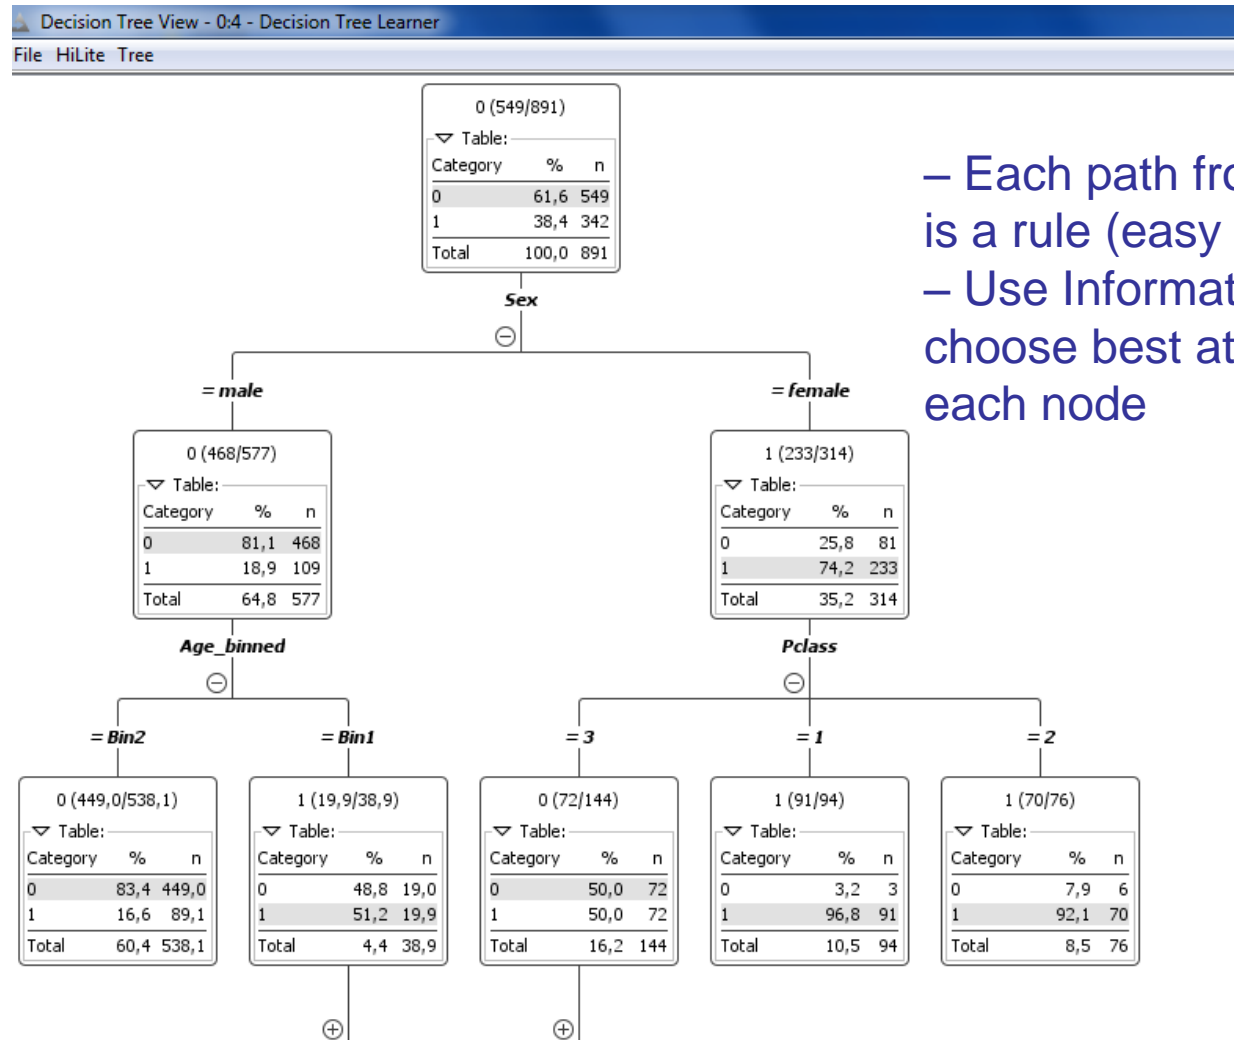 Decision Tree View - 0:4 - Decision Tree Learner
File HiLite Tree
0 (549/891)
Table:
Category % n
0 61,6 549
1 38,4 342
Total 100,0 891
– Each path fro
is a rule (easy
– Use Informat
choose best at
each node
Sex
= male
= female
0 (468/577)
Table:
Category % n
0 81,1 468
1 18,9 109
Total 64,8 577
1 (233/314)
Table:
Category % n
0 25,8 81
1 74,2 233
Total 35,2 314
Age_binned
Pclass
= Bin2
= Bin1
= 3
= 1
= 2
0 (449,0/538,1)
Table:
Category % n
0 83,4 449,0
1 16,6 89,1
Total 60,4 538,1
1 (19,9/38,9)
Table:
Category % n
0 48,8 19,0
1 51,2 19,9
Total 4,4 38,9
0 (72/144)
Table:
Category % n
0 50,0 72
1 50,0 72
Total 16,2 144
1 (91/94)
Table:
Category % n
0 3,2 3
1 96,8 91
Total 10,5 94
1 (70/76)
Table:
Category % n
0 7,9 6
1 92,1 70
Total 8,5 76